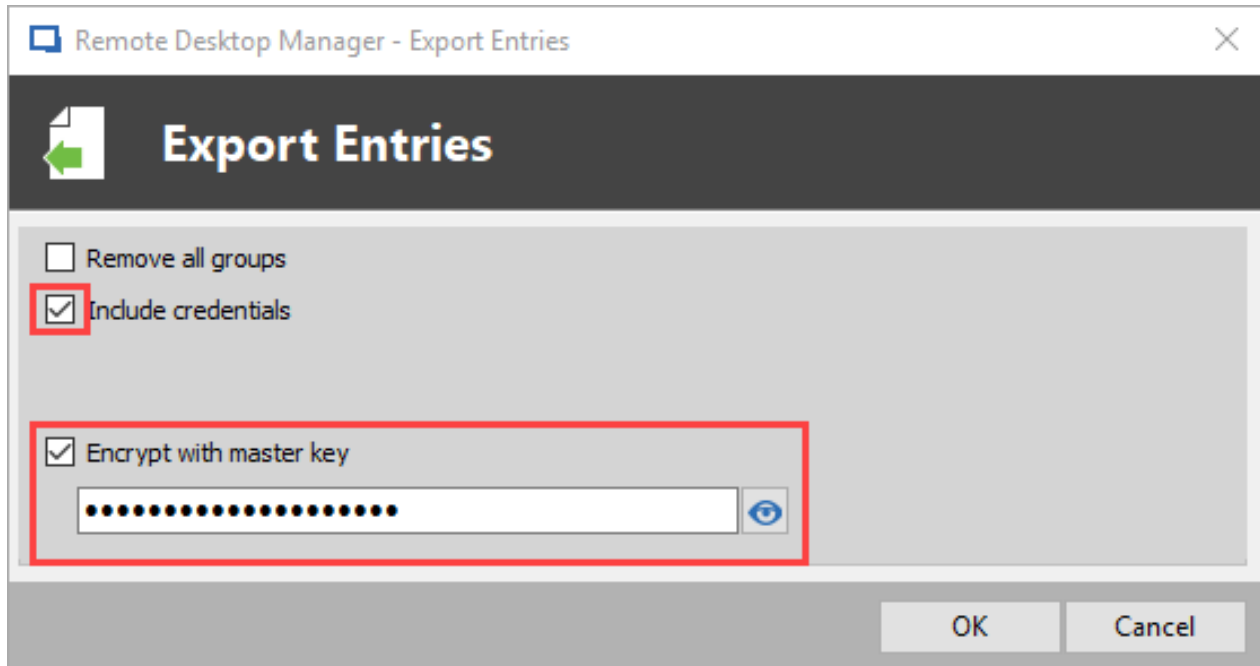 Remote Desktop Manager - Export Entries
Export Entries
Remove all groups
Include credentials
Encrypt with master key
••••••••••••••••••••
OK Cancel